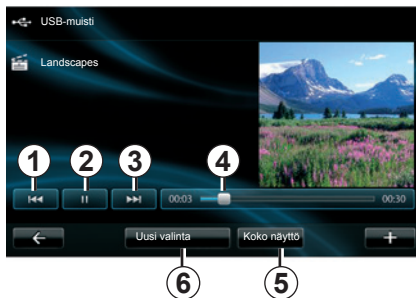 USB-muisti
Landscapes
1 2 3 4
00:03 00:30
Uusi valinta Koko näyttö
6 5